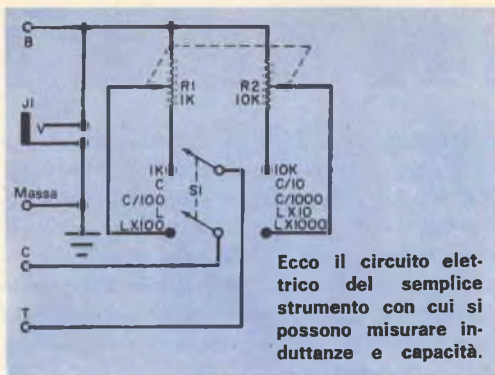 B
J1
V
R1
1K
R2
10K
Massa
1K
C
C/100
L
LX100
S1
10K
C/10
C/1000
LX10
LX1000
C
T
Ecco il circuito elet-
trico del semplice
strumento con cui si
possono misurare in-
duttanze e capacità.